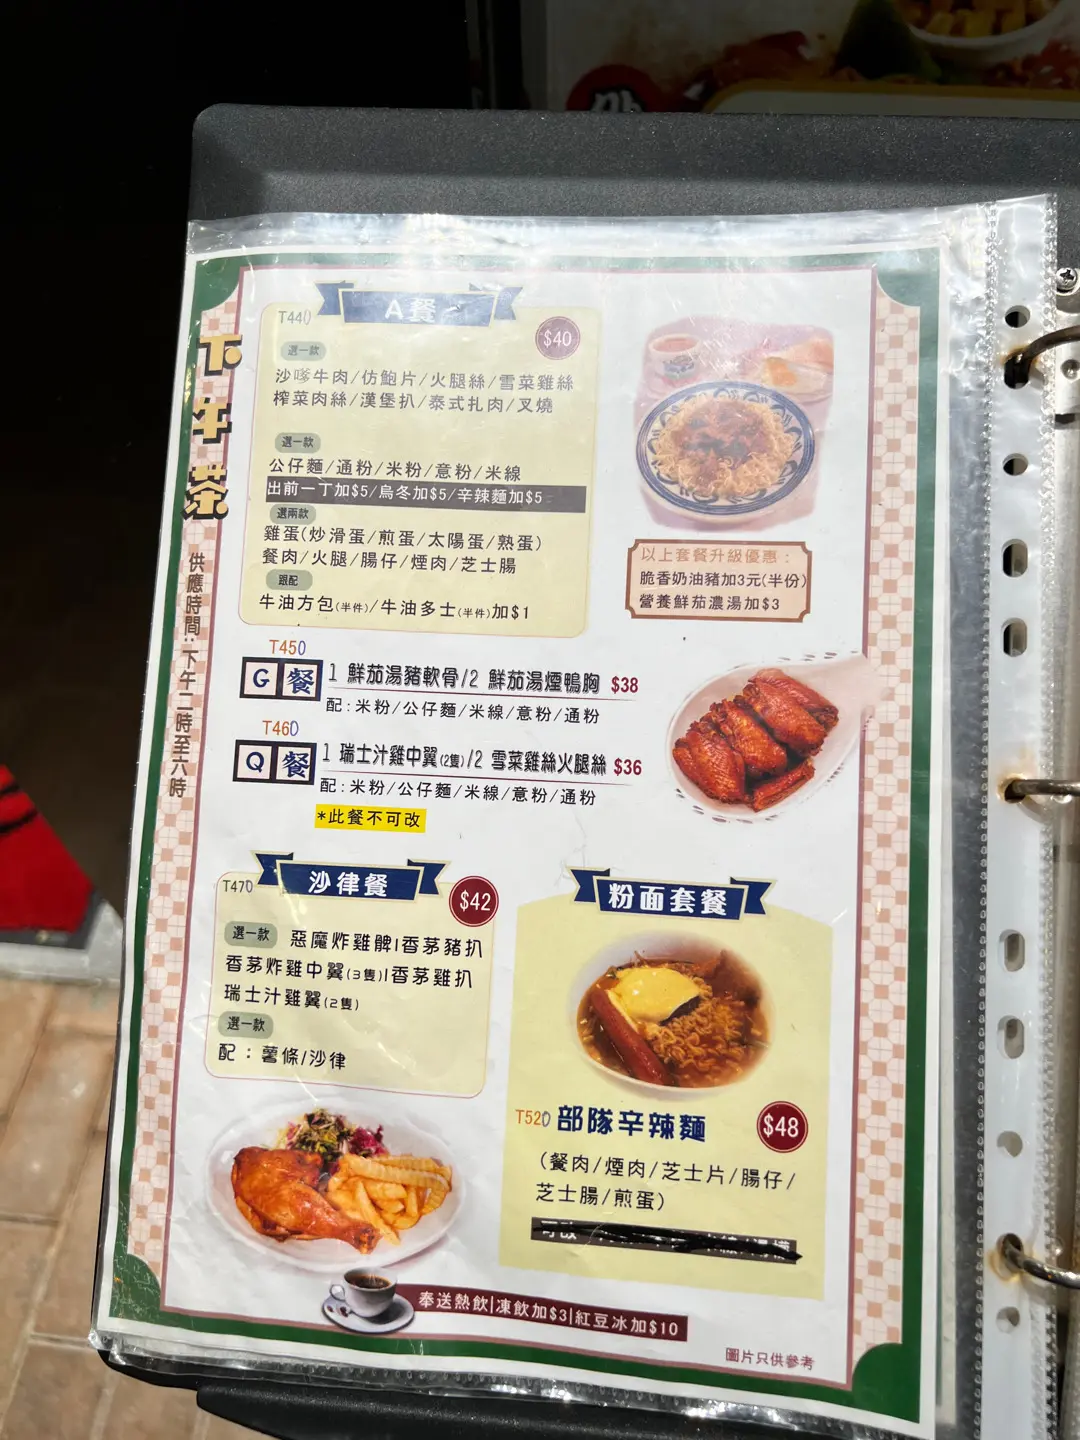 下午茶
供應時間：下午二時至六時
T440
A餐
$40
選一款
沙嗲牛肉/仿鮑片/火腿絲/雪菜雞絲
榨菜肉絲/漢堡扒/泰式扎肉/叉燒
選一款
公仔麵/通粉/米粉/意粉/米線
出前一丁加$5/烏冬加$5/辛辣麵加$5
選兩款
雞蛋(炒滑蛋/煎蛋/太陽蛋/熟蛋)
餐肉/火腿/腸仔/煙肉/芝士腸
跟配
牛油方包(半件)/牛油多士(半件)加$1
以上套餐升級優惠：
脆香奶油豬加3元(半份)
營養鮮茄濃湯加$3
T450
G餐
1 鮮茄湯豬軟骨/2 鮮茄湯煙鴨胸 $38
配:米粉/公仔麵/米線/意粉/通粉
T460
Q餐
1 瑞士汁雞中翼(2隻)/2 雪菜雞絲火腿絲 $36
配:米粉/公仔麵/米線/意粉/通粉
*此餐不可改
T470
沙律餐
$42
選一款 惡魔炸雞髀|香茅豬扒
香茅炸雞中翼(3隻)|香茅雞扒
瑞士汁雞翼(2隻)
選一款
配：薯條/沙律
粉面套餐
T520 部隊辛辣麵 $48
(餐肉/煙肉/芝士片/腸仔/
芝士腸/煎蛋)
奉送熱飲|凍飲加$3|紅豆冰加$10
圖片只供參考